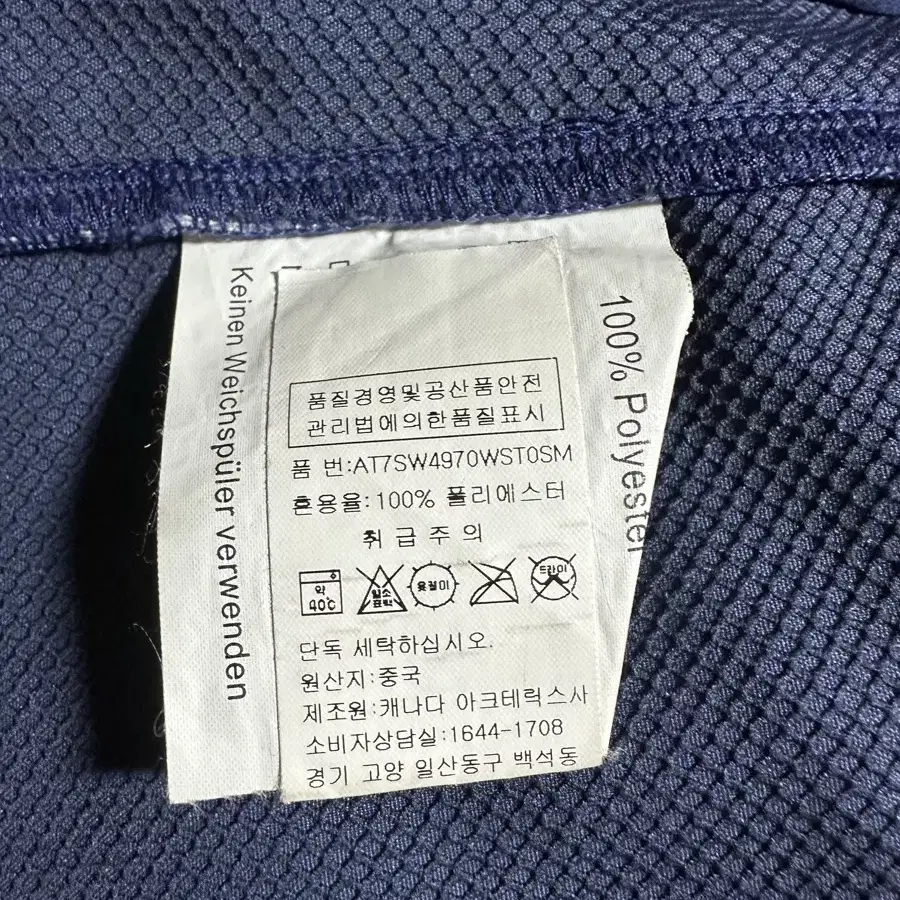 Keinen Weichspüler verwenden
100% Polyester
품질경영및공산품안전
관리법에의한품질표시
품 번:AT7SW4970WST0SM
혼용율:100% 폴리에스터
취 급 주 의
약 40℃
염소 표백
옷걸이
드라이
단독 세탁하십시오.
원산지:중국
제조원:캐나다 아크테릭스사
소비자상담실:1644-1708
경기 고양 일산동구 백석동